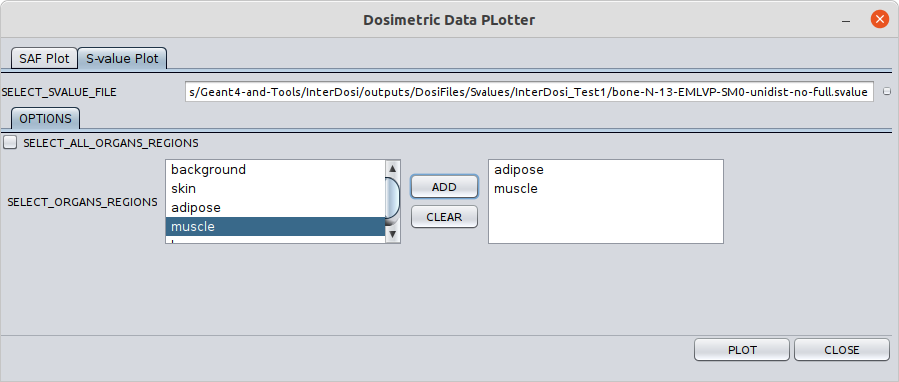 Dosimetric Data PLotter
SAF Plot S-value Plot
SELECT_SVALUE_FILE s/Geant4-and-Tools/InterDosi/outputs/DosiFiles/Svalues/InterDosi_Test1/bone-N-13-EMLVP-SM0-unidist-no-full.svalue
OPTIONS
SELECT_ALL_ORGANS_REGIONS
SELECT_ORGANS_REGIONS
background
skin
adipose
muscle
ADD
CLEAR
adipose
muscle
PLOT CLOSE